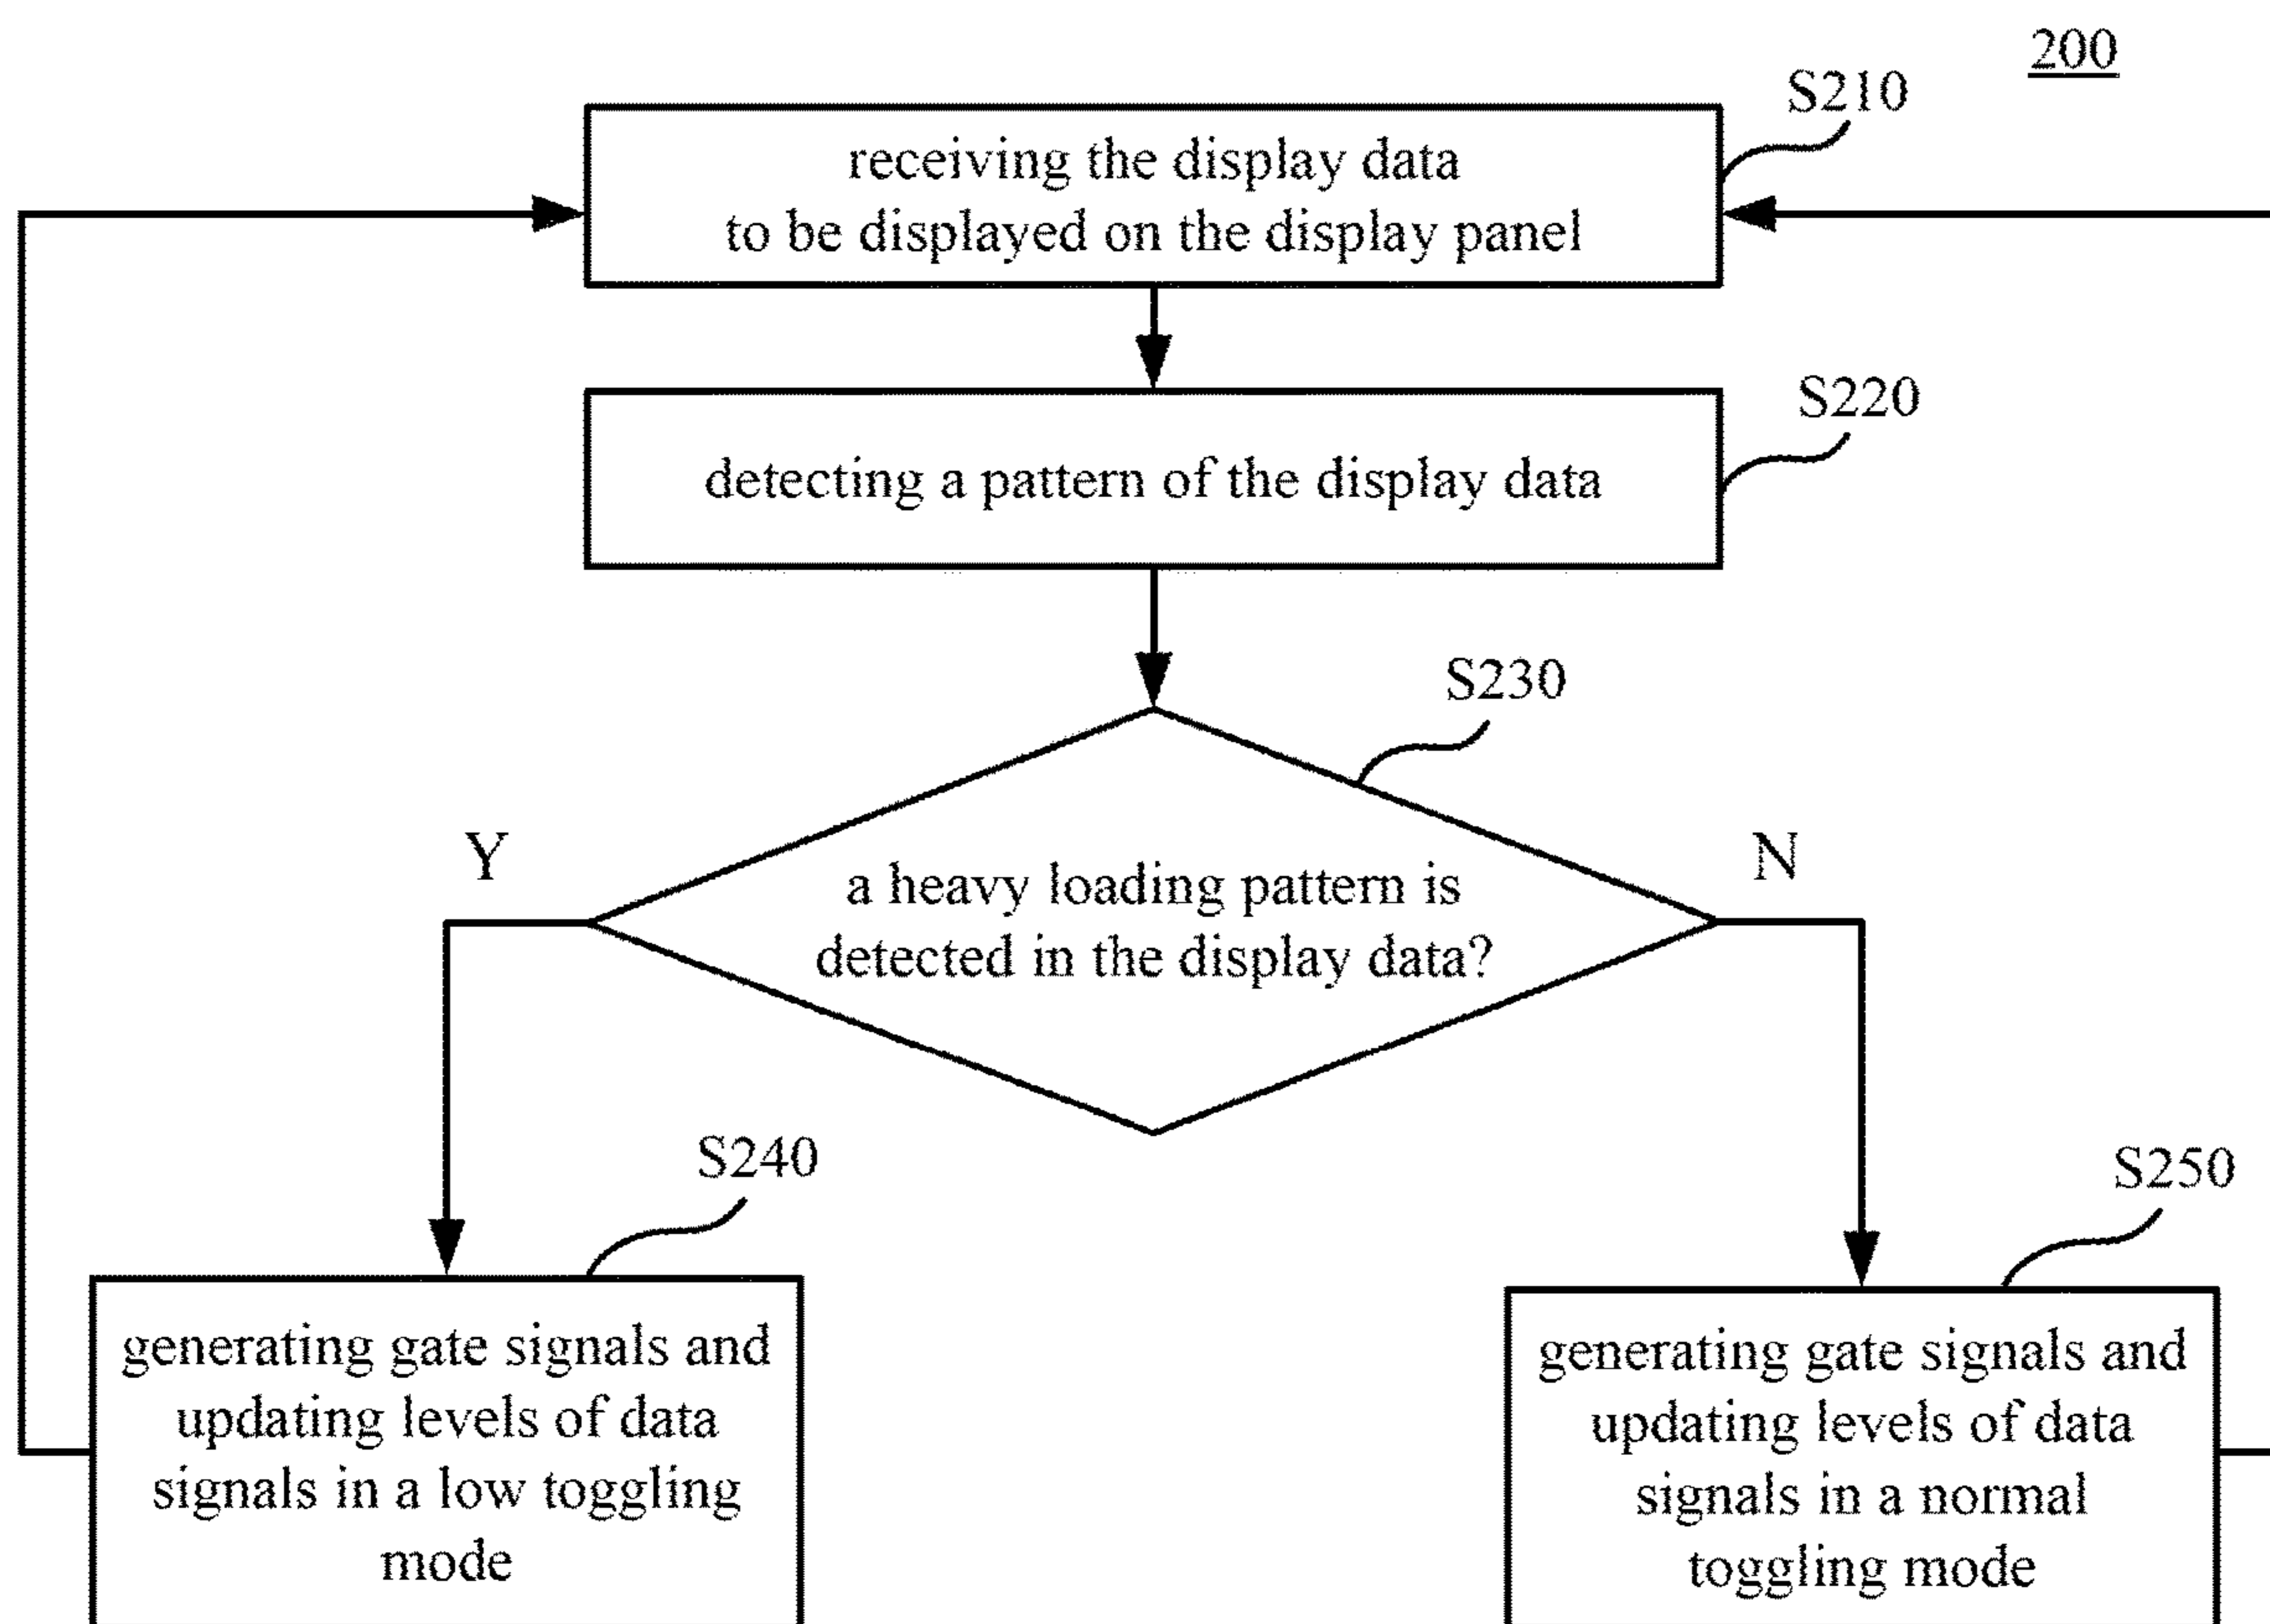 200
S210
receiving the display data
to be displayed on the display panel
S220
detecting a pattern of the display data
S230
Y
N
a heavy loading pattern is
detected in the display data?
S240
S250
generating gate signals and
updating levels of data
signals in a low toggling
mode
generating gate signals and
updating levels of data
signals in a normal
toggling mode